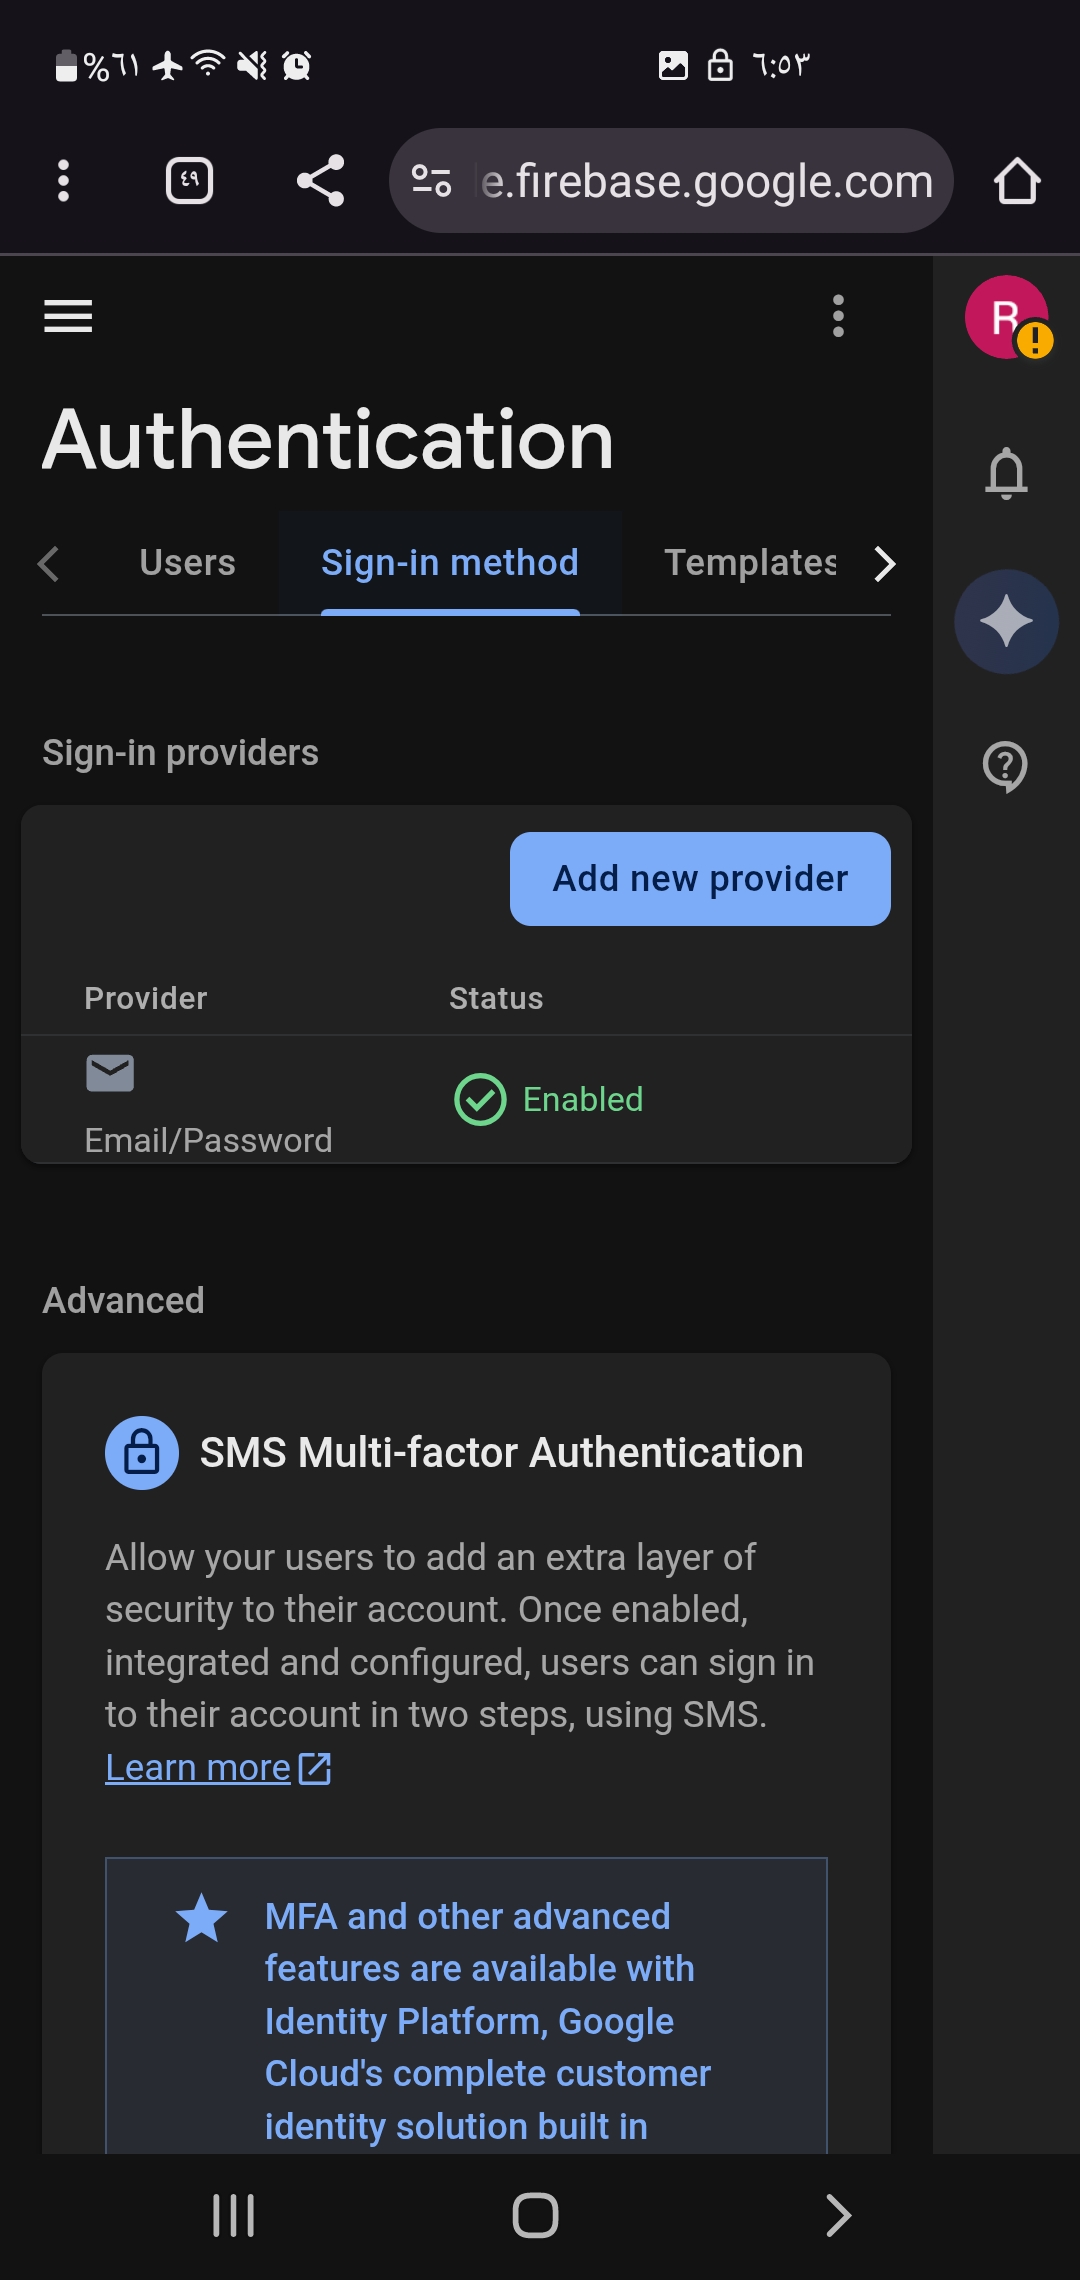 %٦١ ٦:٥٣
٤٩ e.firebase.google.com
R
Authentication
Users Sign-in method Templates
Sign-in providers
Add new provider
Provider Status
Email/Password Enabled
Advanced
SMS Multi-factor Authentication
Allow your users to add an extra layer of
security to their account. Once enabled,
integrated and configured, users can sign in
to their account in two steps, using SMS.
Learn more
MFA and other advanced
features are available with
Identity Platform, Google
Cloud's complete customer
identity solution built in